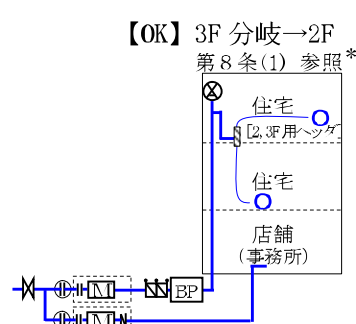 【OK】3F 分岐→2F
第8条(1) 参照*
住宅
[2,3F用ヘッダ]
住宅
店舗
(事務所)
M
BP
M